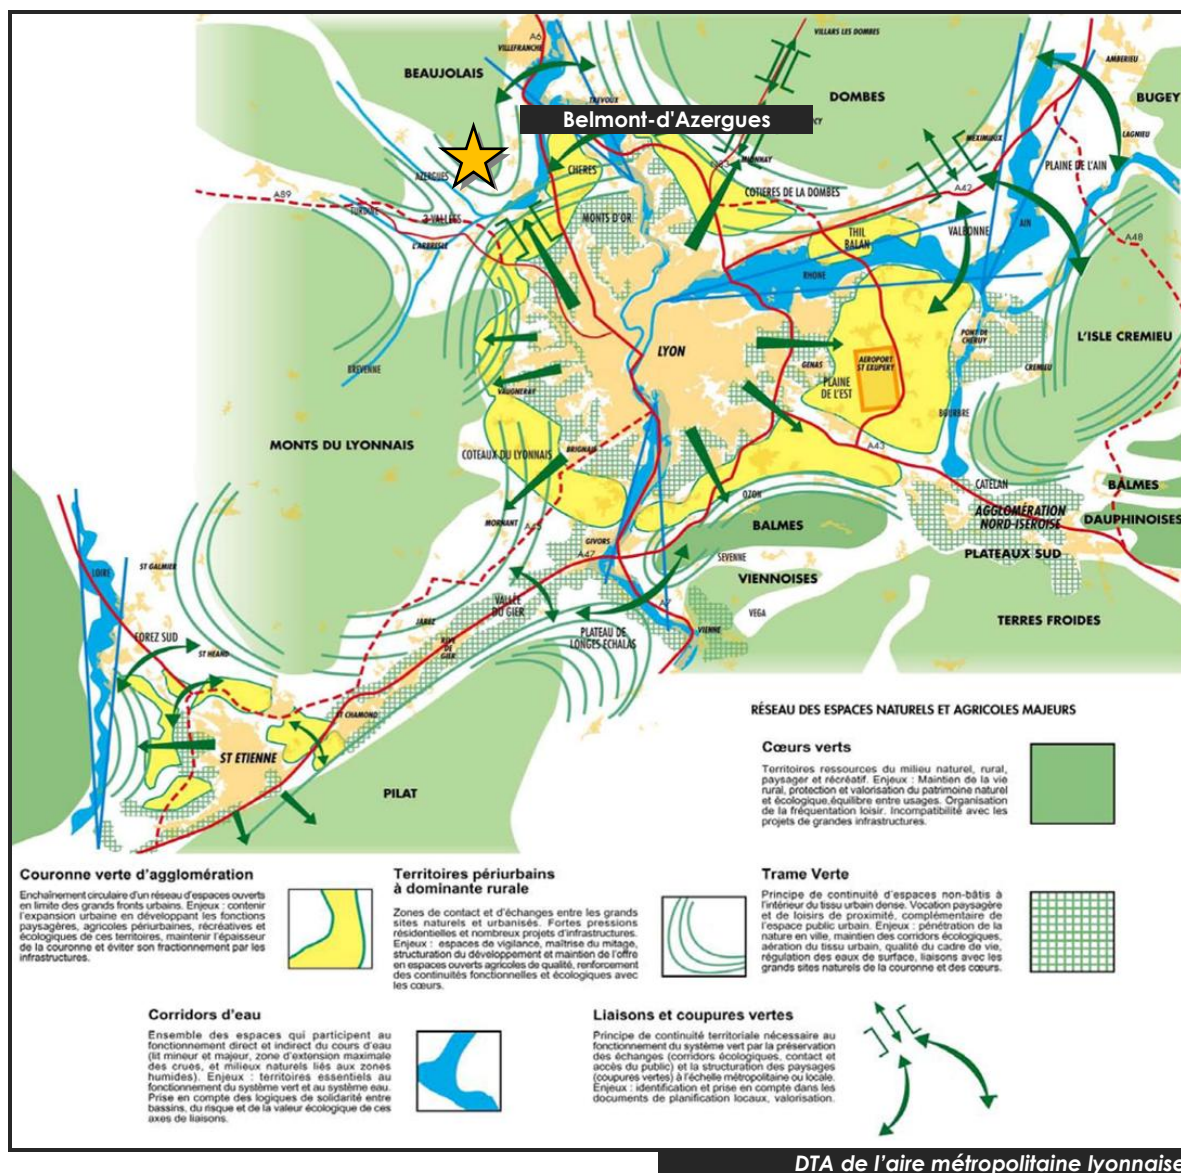 A6
VILLEFRANCHE
VILLARS LES DOMBES
BEAUJOLAIS
AMBERIEU
DOMBES
BUGEY
TREVOUX
Belmont-d'Azergues
LAGNIEU
MEXIMIEUX
MIONNAY
PLAINE DE L'AIN
AZERGUES
CHERES
A89
COTIERES DE LA DOMBES
A42
TURDINE
3 VALLÉES
MONTS D'OR
L'ARBRESLE
THIL
BALAN
VALBONNE
AIN
A48
RHONE
PONT DE
CHERUY
L'ISLE CREMIEU
LYON
GENAS
AEROPORT
ST EXUPERY
CREMIEU
BREVENNE
VAUGNERAY
PLAINE
DE L'EST
BOURBRE
MONTS DU LYONNAIS
COTEAUX DU LYONNAIS
BRIGNAIS
A43
CATELAN
BALMES
MORNANT
A45
OZON
AGGLOMÉRATION
NORD-ISEROISE
DAUPHINOISES
BALMES
GIVORS
A47
SEVENNE
PLATEAUX SUD
LOIRE
ST GALMIER
VIENNOISES
VALLÉE
DU GIER
A7
VEGA
TERRES FROIDES
JAREZ
PLATEAU DE
LONGES ECHALAS
VIENNE
FOREZ SUD
ST HEAND
RIVE
DE
GIER
ST CHAMOND
ST ETIENNE
PILAT
RÉSEAU DES ESPACES NATURELS ET AGRICOLES MAJEURS
Cœurs verts
Territoires ressources du milieu naturel, rural,
paysager et récréatif. Enjeux : Maintien de la vie
rural, protection et valorisation du patrimoine naturel
et écologique,équilibre entre usages. Organisation
de la fréquentation loisir. Incompatibilité avec les
projets de grandes infrastructures.
Couronne verte d'agglomération
Enchaînement circulaire d'un réseau d'espaces ouverts
en limite des grands fronts urbains. Enjeux : contenir
l'expansion urbaine en développant les fonctions
paysagères, agricoles périurbaines, récréatives et
écologiques de ces territoires, maintenir l'épaisseur
de la couronne et éviter son fractionnement par les
infrastructures.
Territoires périurbains
à dominante rurale
Zones de contact et d'échanges entre les grands
sites naturels et urbanisés. Fortes pressions
résidentielles et nombreux projets d'infrastructures.
Enjeux : espaces de vigilance, maîtrise du mitage,
structuration du développement et maintien de l'offre
en espaces ouverts agricoles de qualité, renforcement
des continuités fonctionnelles et écologiques avec
les cœurs.
Trame Verte
Principe de continuité d'espaces non-bâtis à
l'intérieur du tissu urbain dense. Vocation paysagère
et de loisirs de proximité, complémentaire de
l'espace public urbain. Enjeu : pénétration de la
nature en ville, maintien des corridors écologiques,
aération du tissu urbain, qualité du cadre de vie,
régulation des eaux de surface, liaisons avec les
grands sites naturels de la couronne et des cœurs.
Corridors d'eau
Ensemble des espaces qui participent au
fonctionnement direct et indirect du cours d'eau
(lit mineur et majeur, zone d'extension maximale
des crues, et milieux naturels liés aux zones
humides). Enjeu : territoires essentiels au
fonctionnement du système vert et au système eau.
Prise en compte des logiques de solidarité entre
bassins, du risque et de la valeur écologique de ces
axes de liaisons.
Liaisons et coupures vertes
Principe de continuité territoriale nécessaire au
fonctionnement du système vert par la préservation
des échanges (corridors écologiques, contact et
accès du public) et la structuration des paysages
(coupures vertes) à l'échelle métropolitaine ou locale.
Enjeu : identification et prise en compte dans les
documents de planification locaux, valorisation.
DTA de l'aire métropolitaine lyonnaise